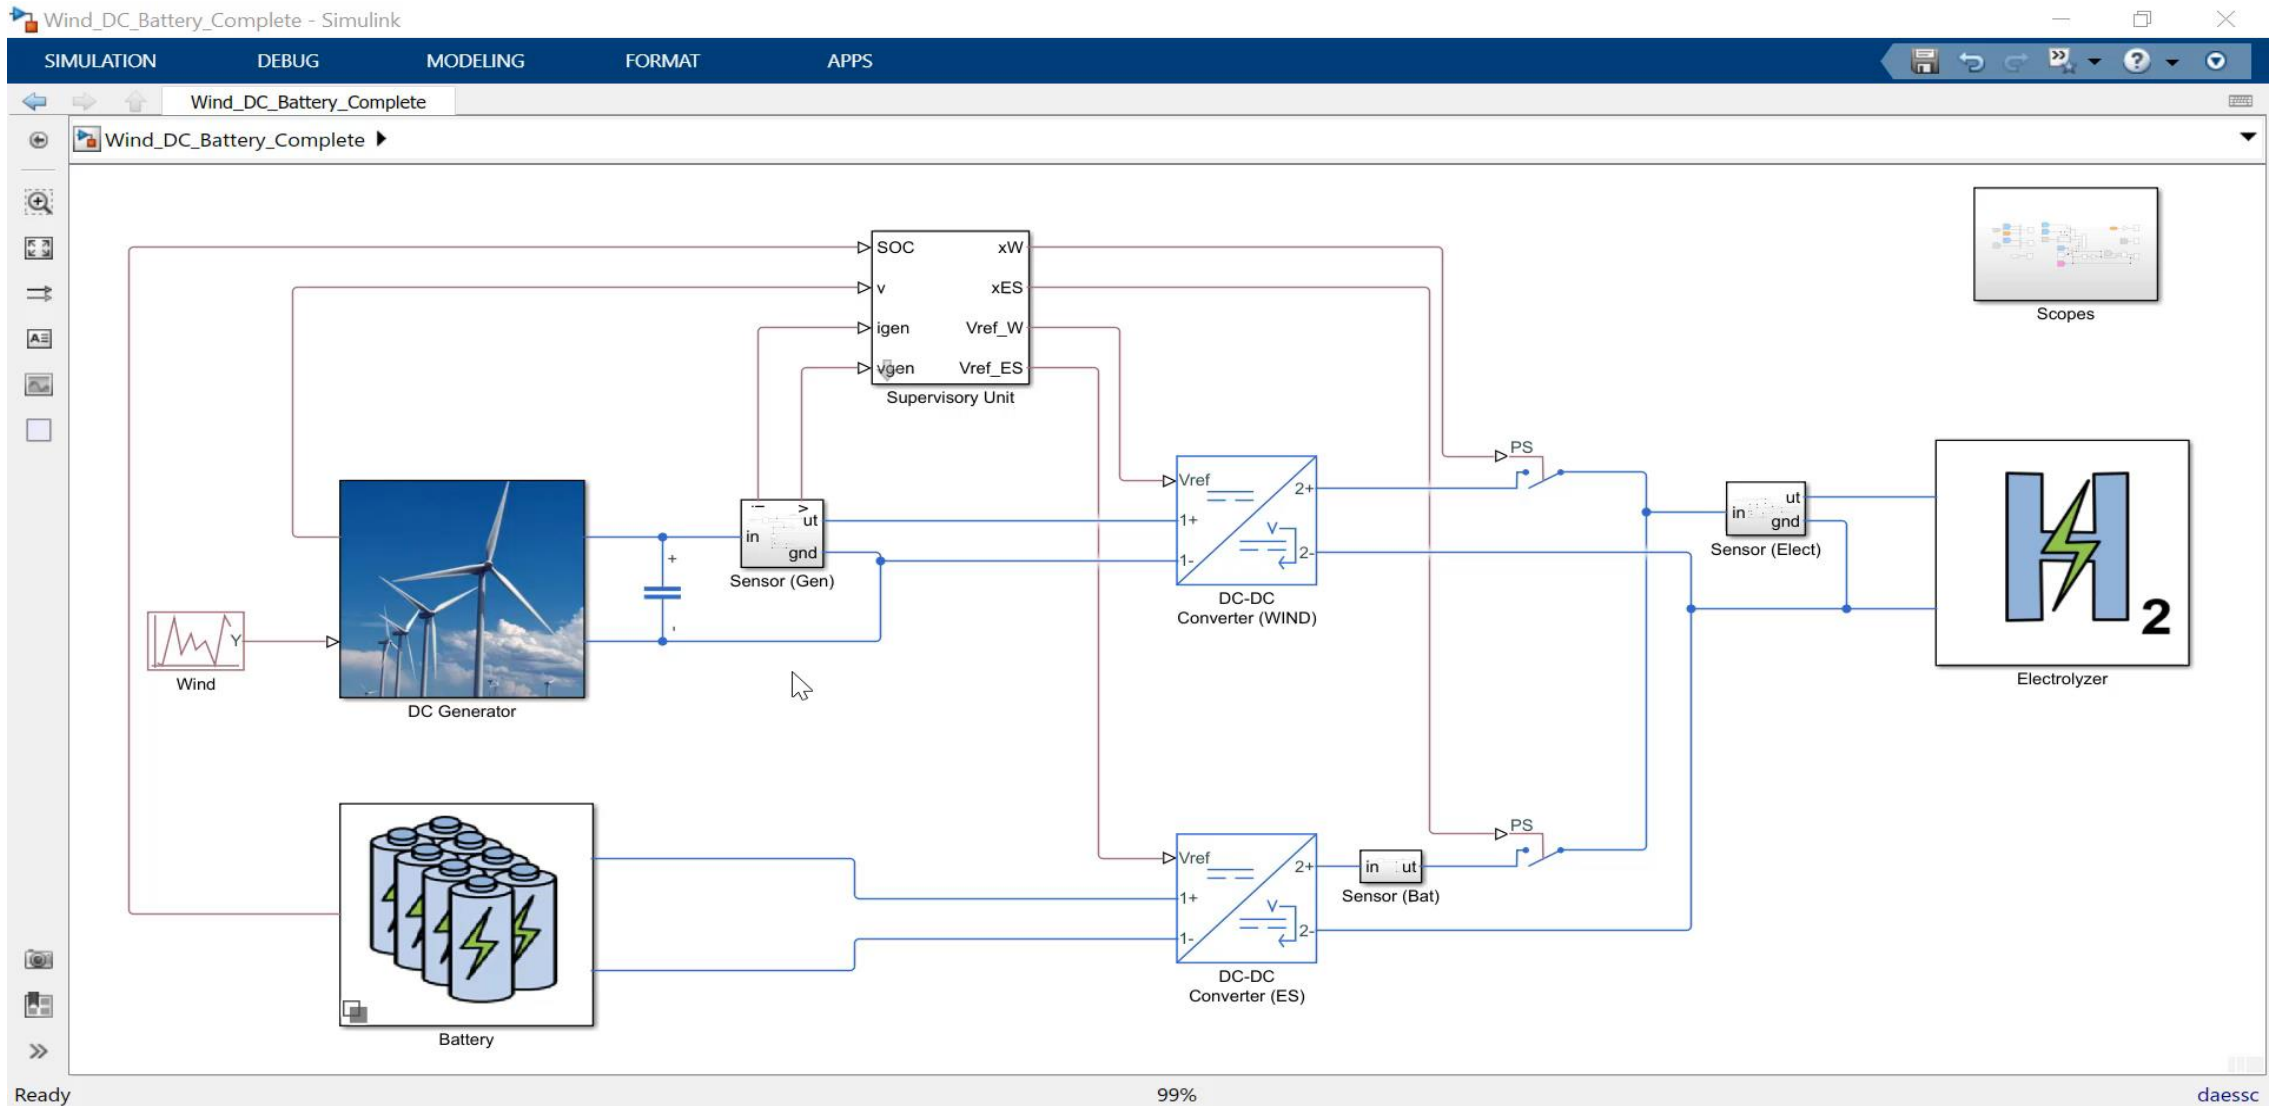 Wind_DC_Battery_Complete - Simulink
SIMULATION
DEBUG
MODELING
FORMAT
APPS
Wind_DC_Battery_Complete
Wind_DC_Battery_Complete
SOC
xW
v
xES
igen
Vref_W
vgen
Vref_ES
Supervisory Unit
Scopes
PS
Vref
2+
1+
V
1-
2-
DC-DC
Converter (WIND)
in
i
v
ut
gnd
Sensor (Gen)
+
-
in
ut
gnd
Sensor (Elect)
2
Electrolyzer
Y
Wind
DC Generator
PS
Vref
2+
1+
V
1-
2-
in
ut
Sensor (Bat)
DC-DC
Converter (ES)
Battery
Ready
99%
daessc